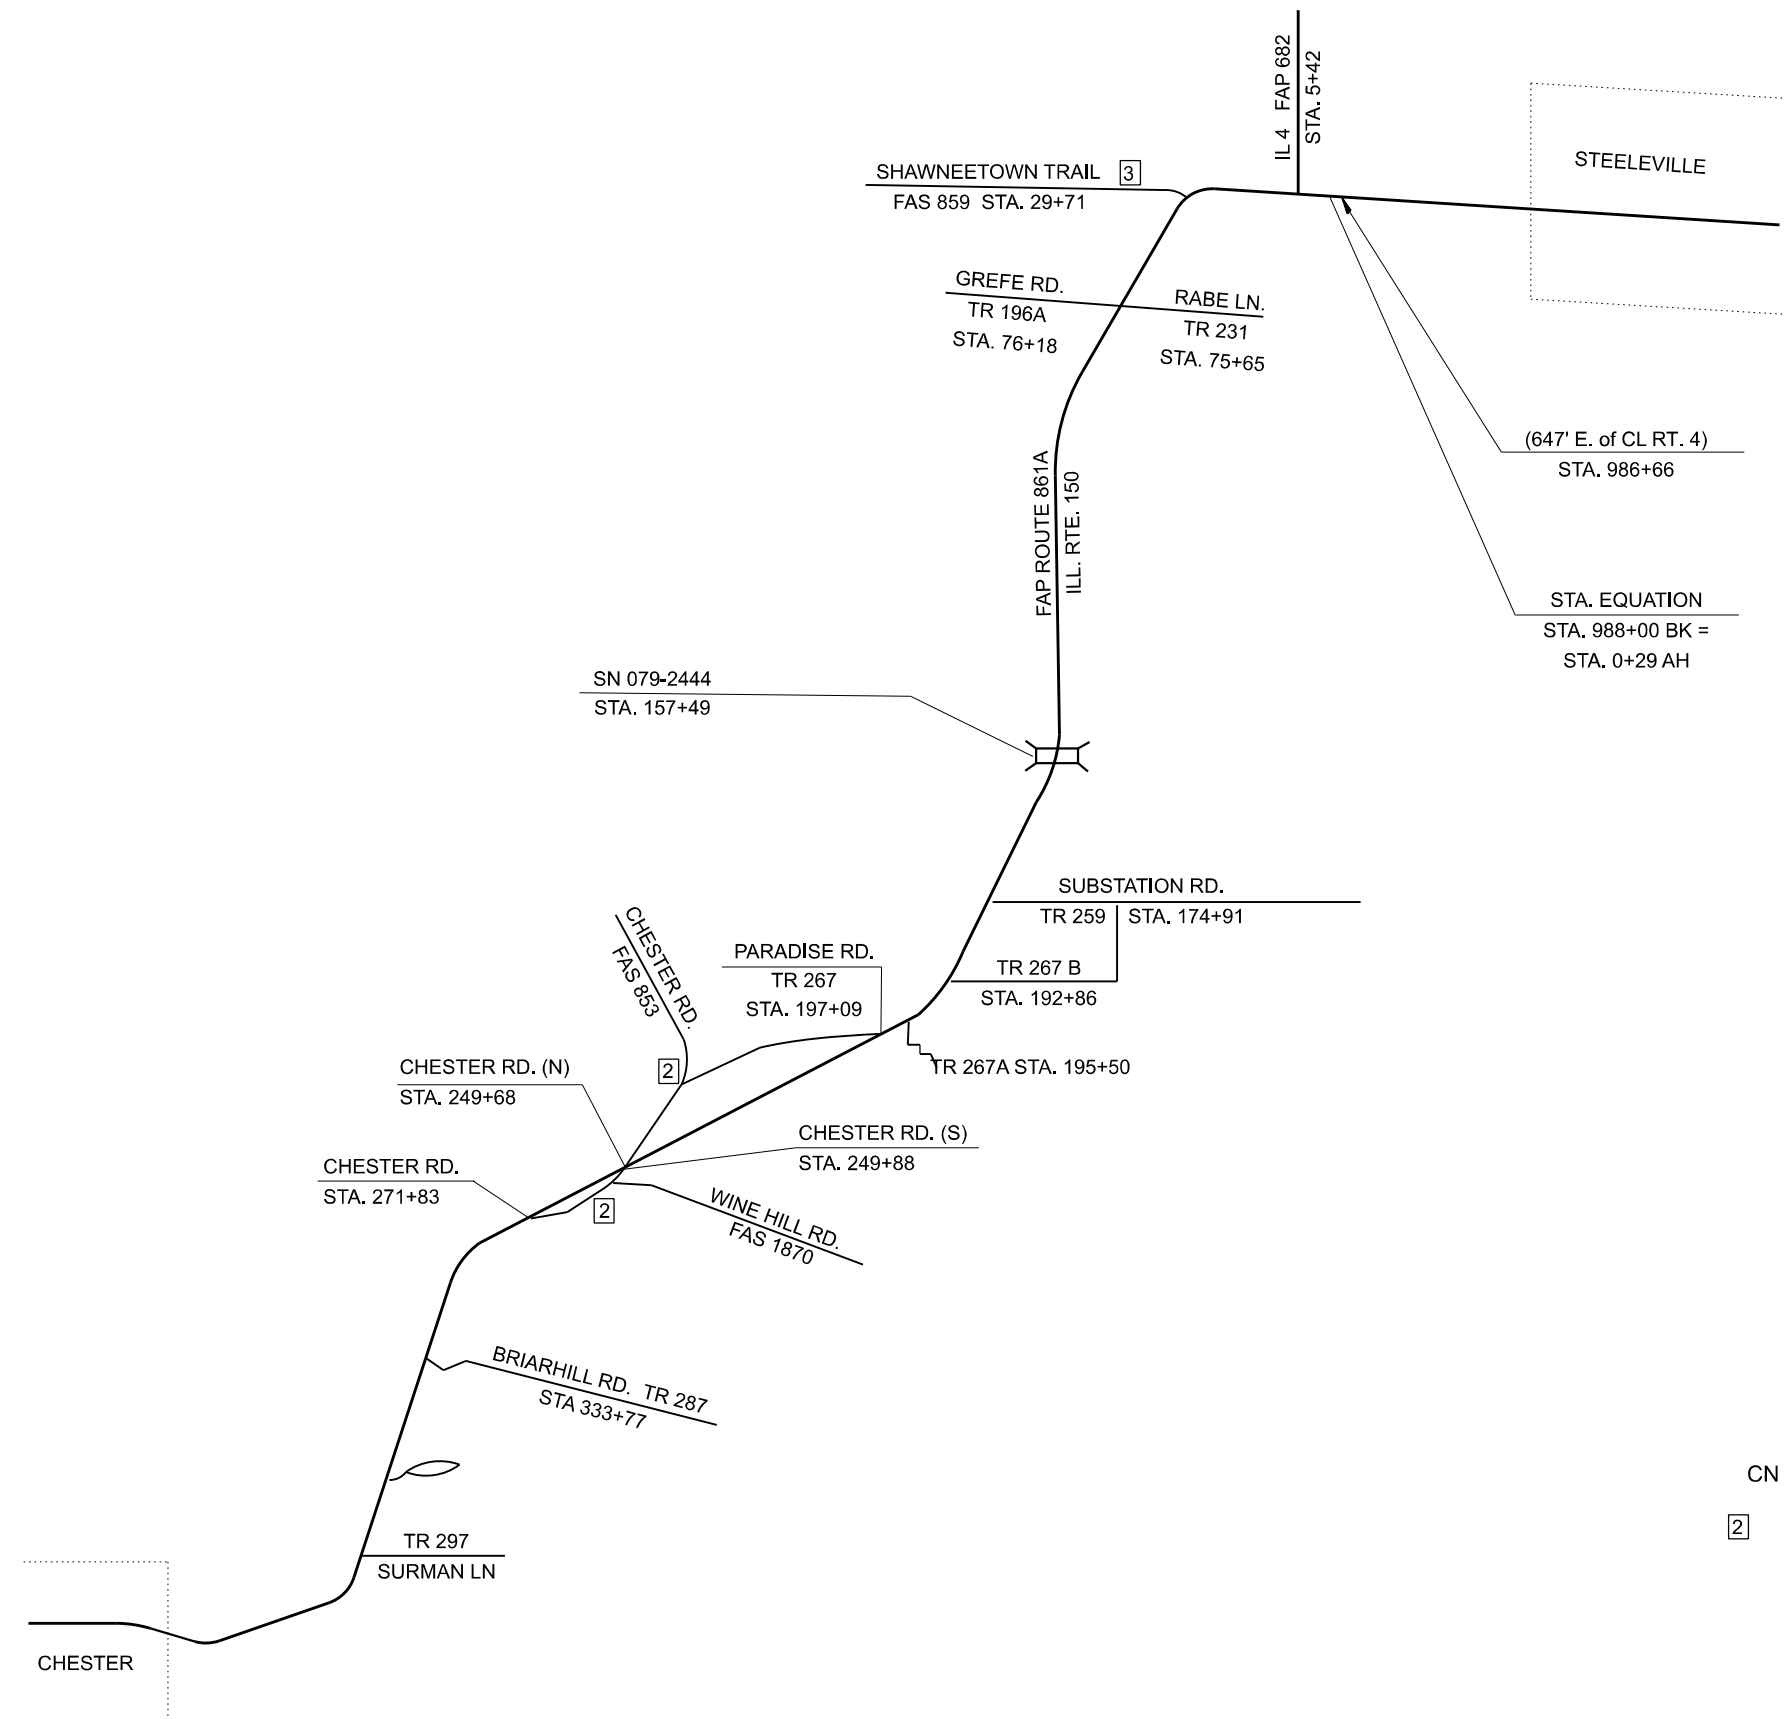 IL 4 FAP 682
STA. 5+42
STEELEVILLE
SHAWNEETOWN TRAIL 3
FAS 859 STA. 29+71
GREFE RD.
TR 196A
STA. 76+18
RABE LN.
TR 231
STA. 75+65
(647' E. of CL RT. 4)
STA. 986+66
FAP ROUTE 861A
ILL. RTE. 150
STA. EQUATION
STA. 988+00 BK =
STA. 0+29 AH
SN 079-2444
STA. 157+49
SUBSTATION RD.
TR 259 STA. 174+91
TR 267 B
STA. 192+86
CHESTER RD.
FAS 853
PARADISE RD.
TR 267
STA. 197+09
TR 267A STA. 195+50
2
CHESTER RD. (N)
STA. 249+68
CHESTER RD. (S)
STA. 249+88
CHESTER RD.
STA. 271+83
2
WINE HILL RD.
FAS 1870
BRIARHILL RD. TR 287
STA 333+77
CN
2
TR 297
SURMAN LN
CHESTER